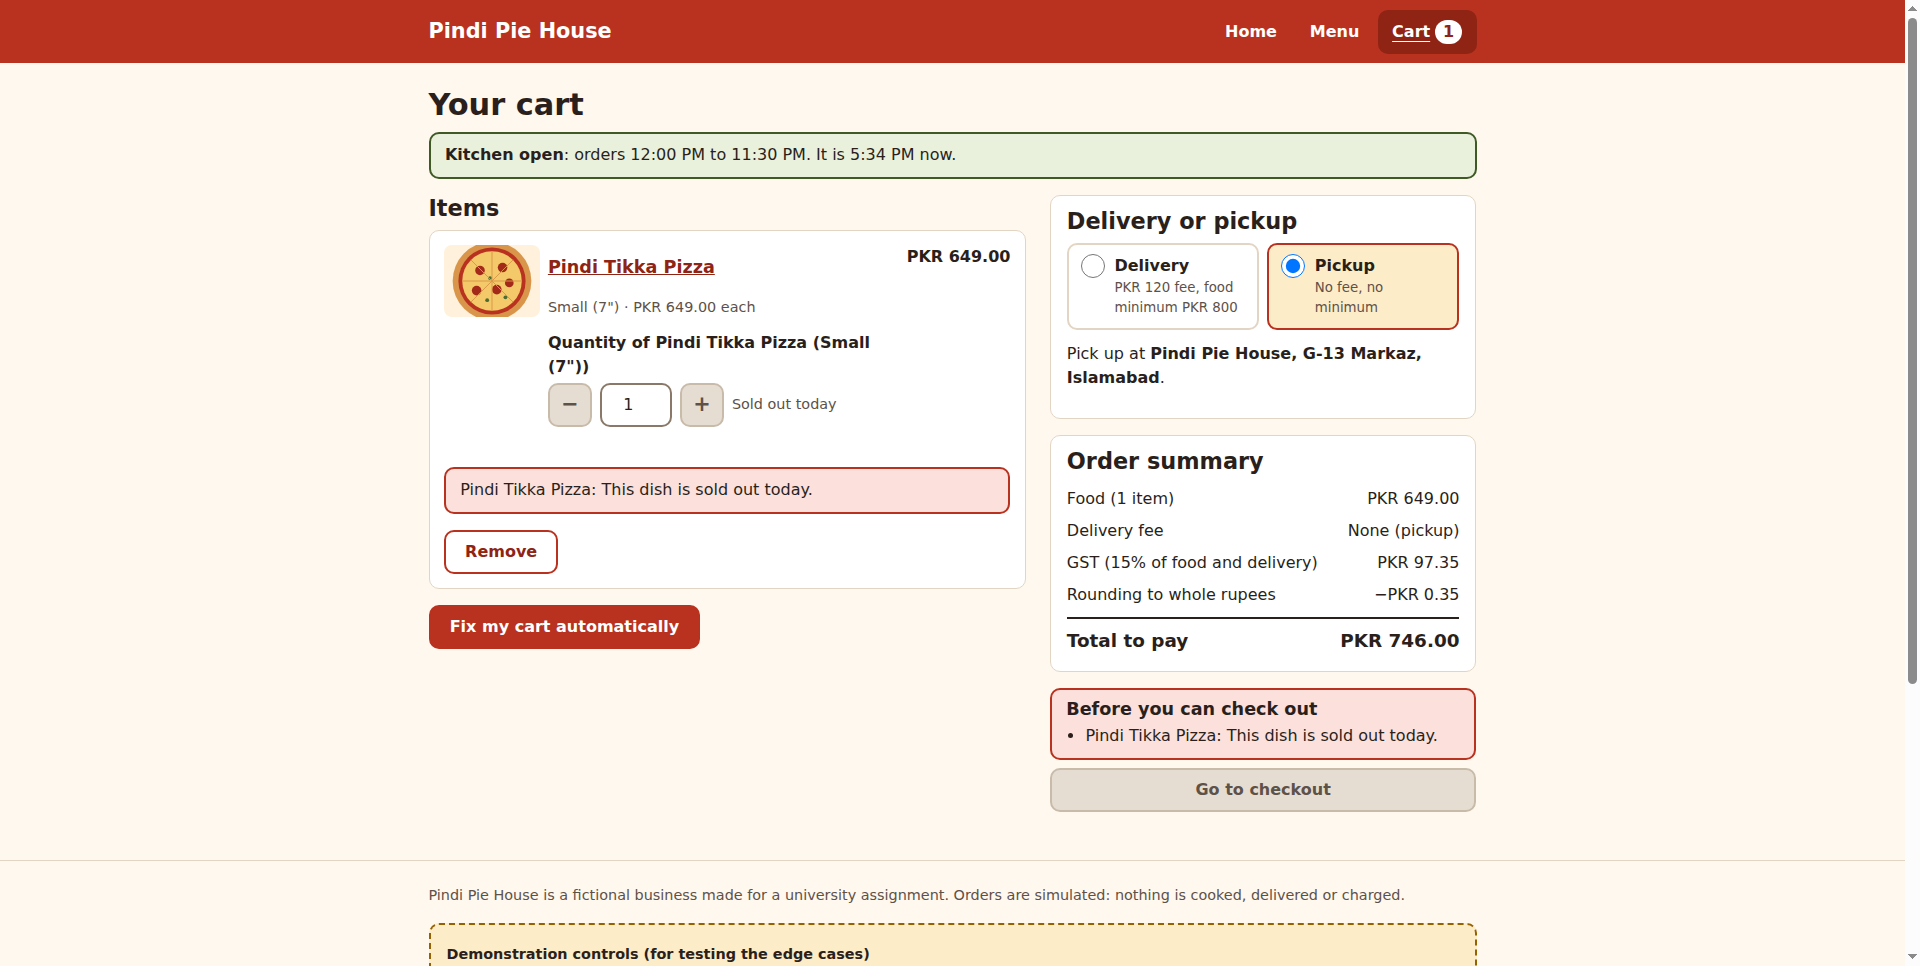 Pindi Pie House
Home
Menu
Cart 1
Your cart
Kitchen open: orders 12:00 PM to 11:30 PM. It is 5:34 PM now.
Items
Pindi Tikka Pizza
PKR 649.00
Small (7") · PKR 649.00 each
Quantity of Pindi Tikka Pizza (Small
(7"))
− 1 + Sold out today
Pindi Tikka Pizza: This dish is sold out today.
Remove
Fix my cart automatically
Delivery or pickup
Delivery
PKR 120 fee, food
minimum PKR 800
Pickup
No fee, no
minimum
Pick up at Pindi Pie House, G-13 Markaz,
Islamabad.
Order summary
Food (1 item) PKR 649.00
Delivery fee None (pickup)
GST (15% of food and delivery) PKR 97.35
Rounding to whole rupees −PKR 0.35
Total to pay PKR 746.00
Before you can check out
• Pindi Tikka Pizza: This dish is sold out today.
Go to checkout
Pindi Pie House is a fictional business made for a university assignment. Orders are simulated: nothing is cooked, delivered or charged.
Demonstration controls (for testing the edge cases)